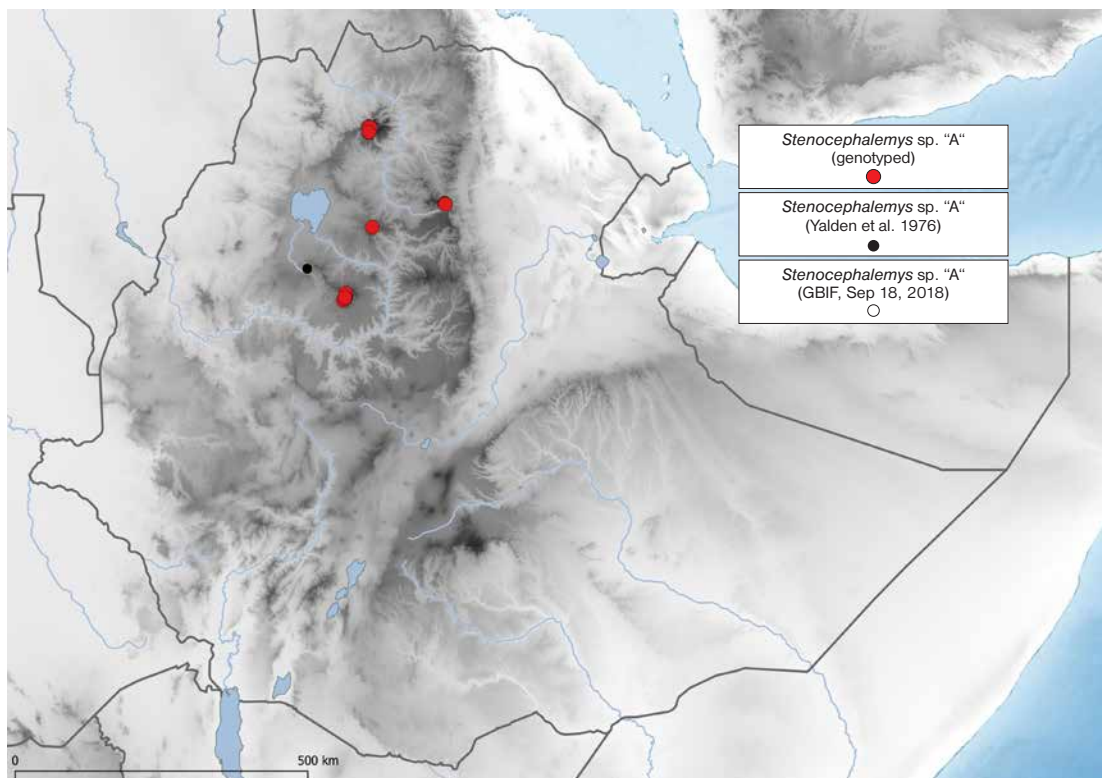 Stenocephalemys sp. "A“
(genotyped)
Stenocephalemys sp. "A“
(Yalden et al. 1976)
Stenocephalemys sp. "A“
(GBIF, Sep 18, 2018)
0 500 km